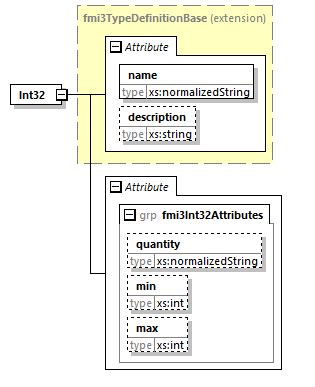 fmi3TypeDefinitionBase (extension)
Attribute
name
type xs:normalizedString
description
type xs:string
Int32
Attribute
grp fmi3Int32Attributes
quantity
type xs:normalizedString
min
type xs:int
max
type xs:int